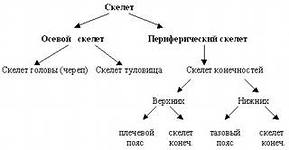 Скелет
Осевой скелет Периферический скелет
Скелет головы (череп) Скелет туловища Скелет конечностей
Верхних Нижних
плечевой скелет тазовый скелет
пояс конеч. пояс конеч.